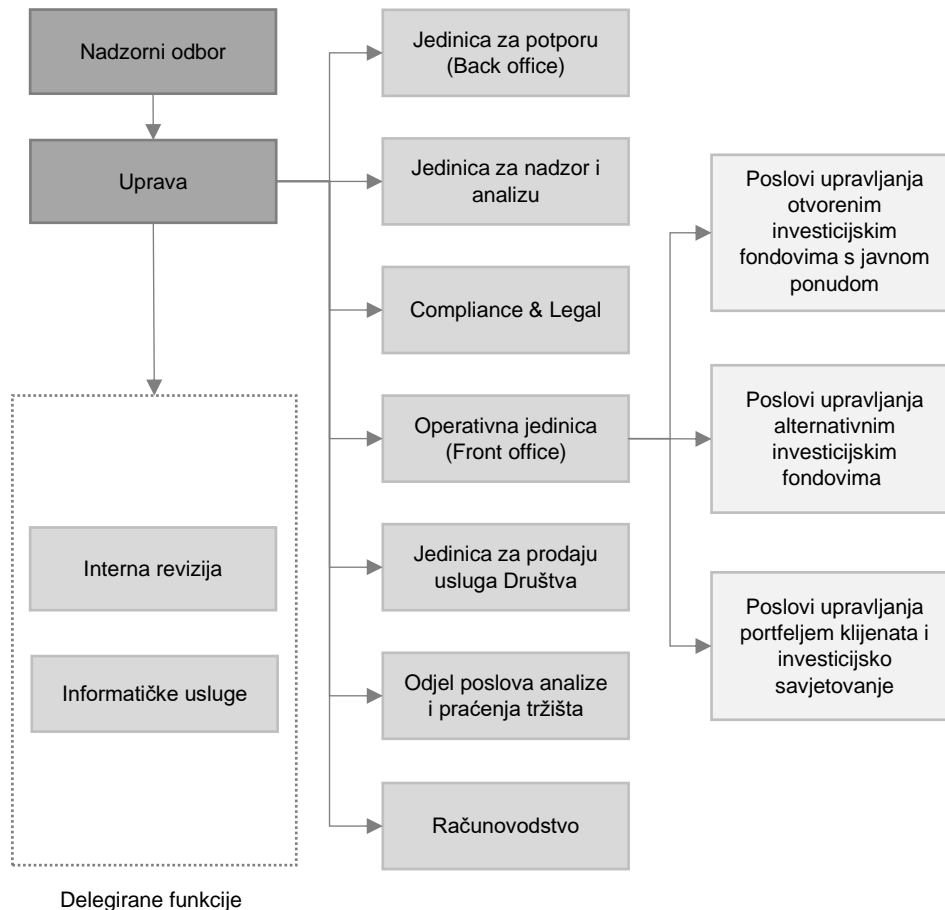 Nadzorni odbor
Uprava
Jedinica za potporu
(Back office)
Jedinica za nadzor i
analizu
Compliance & Legal
Operativna jedinica
(Front office)
Jedinica za prodaju
usluga Društva
Odjel poslova analize
i praćenja tržišta
Računovodstvo
Poslovi upravljanja
otvorenim
investicijskim
fondovima s javnom
ponudom
Poslovi upravljanja
alternativnim
investicijskim
fondovima
Poslovi upravljanja
portfeljem klijenata i
investicijsko
savjetovanje
Interna revizija
Informatičke usluge
Delegirane funkcije